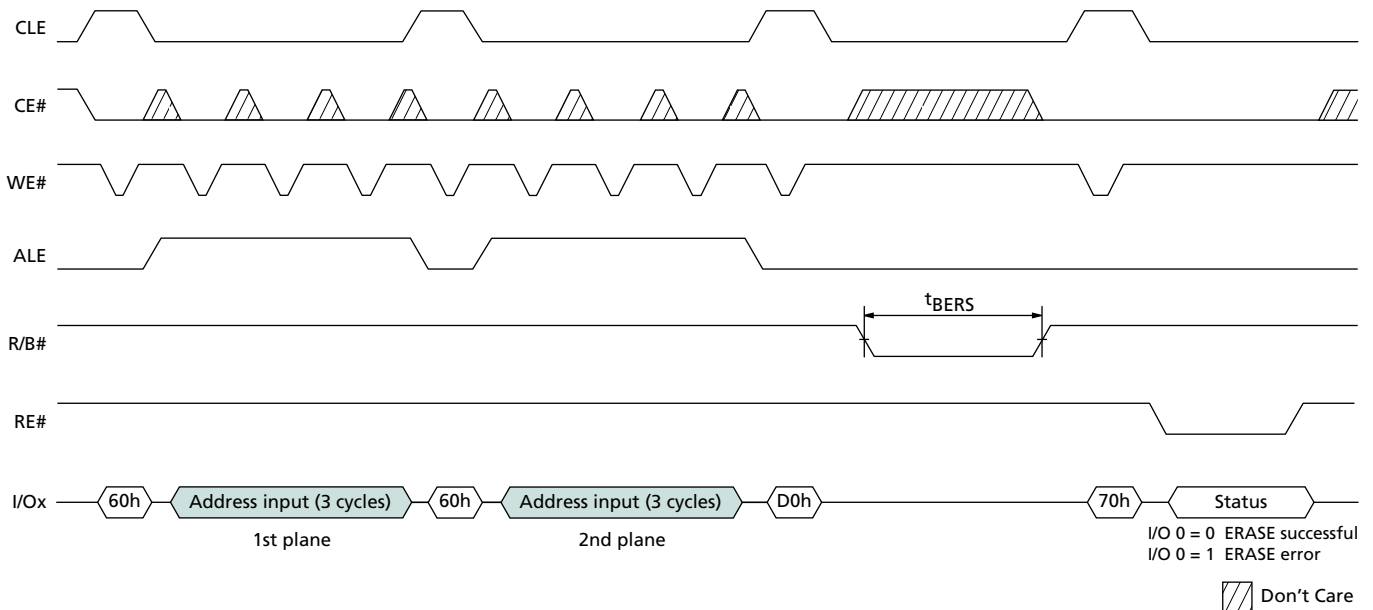 CLE
CE#
WE#
ALE
tBERS
R/B#
RE#
I/Ox
60h
Address input (3 cycles)
60h
Address input (3 cycles)
D0h
70h
Status
1st plane
2nd plane
I/O 0 = 0 ERASE successful
I/O 0 = 1 ERASE error
Don't Care